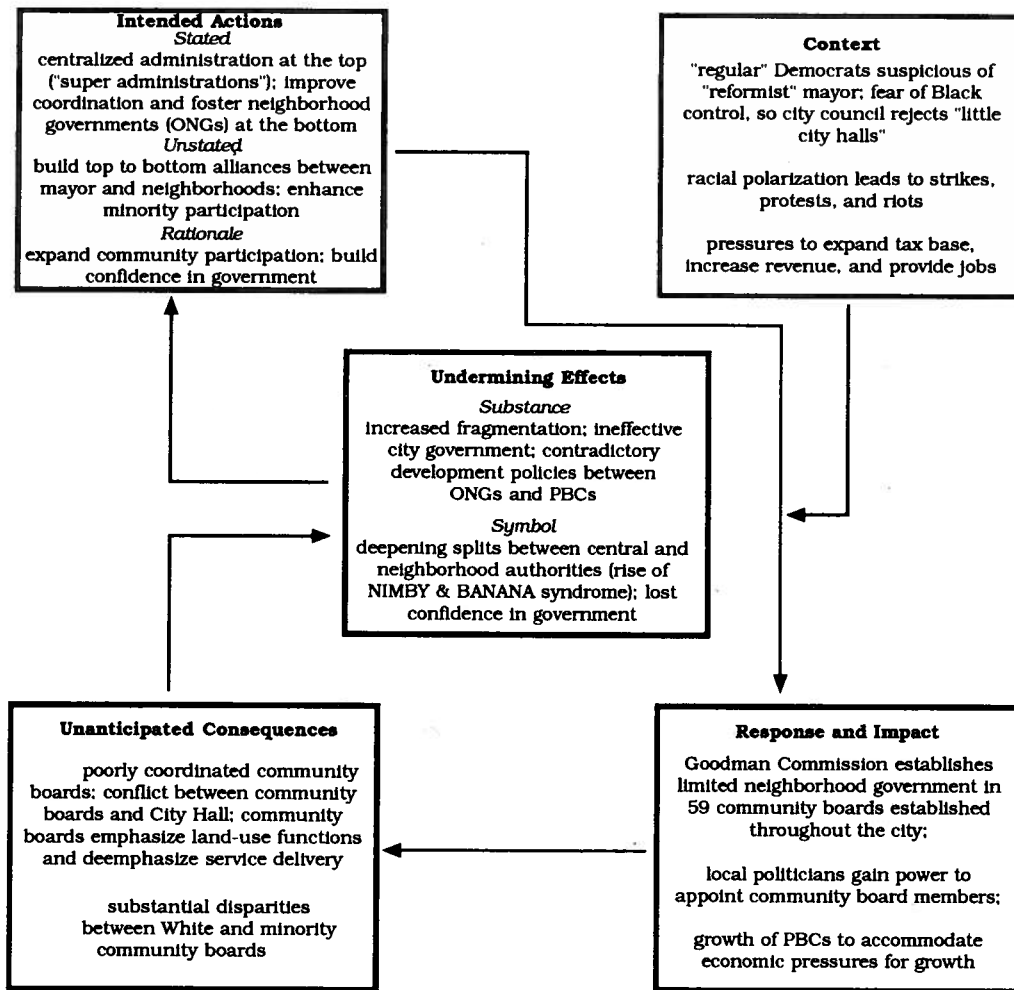 Intended Actions
Stated
centralized administration at the top
("super administrations"); improve
coordination and foster neighborhood
governments (ONGs) at the bottom
Unstated
build top to bottom alliances between
mayor and neighborhoods; enhance
minority participation
Rationale
expand community participation; build
confidence in government
Context
"regular" Democrats suspicious of
"reformist" mayor; fear of Black
control, so city council rejects "little
city halls"
racial polarization leads to strikes,
protests, and riots
pressures to expand tax base,
increase revenue, and provide jobs
Undermining Effects
Substance
increased fragmentation; ineffective
city government; contradictory
development policies between
ONGs and PBCs
Symbol
deepening splits between central and
neighborhood authorities (rise of
NIMBY & BANANA syndrome); lost
confidence in government
Unanticipated Consequences
poorly coordinated community
boards; conflict between community
boards and City Hall; community
boards emphasize land-use functions
and deemphasize service delivery
substantial disparities
between White and minority
community boards
Response and Impact
Goodman Commission establishes
limited neighborhood government in
59 community boards established
throughout the city;
local politicians gain power to
appoint community board members;
growth of PBCs to accommodate
economic pressures for growth